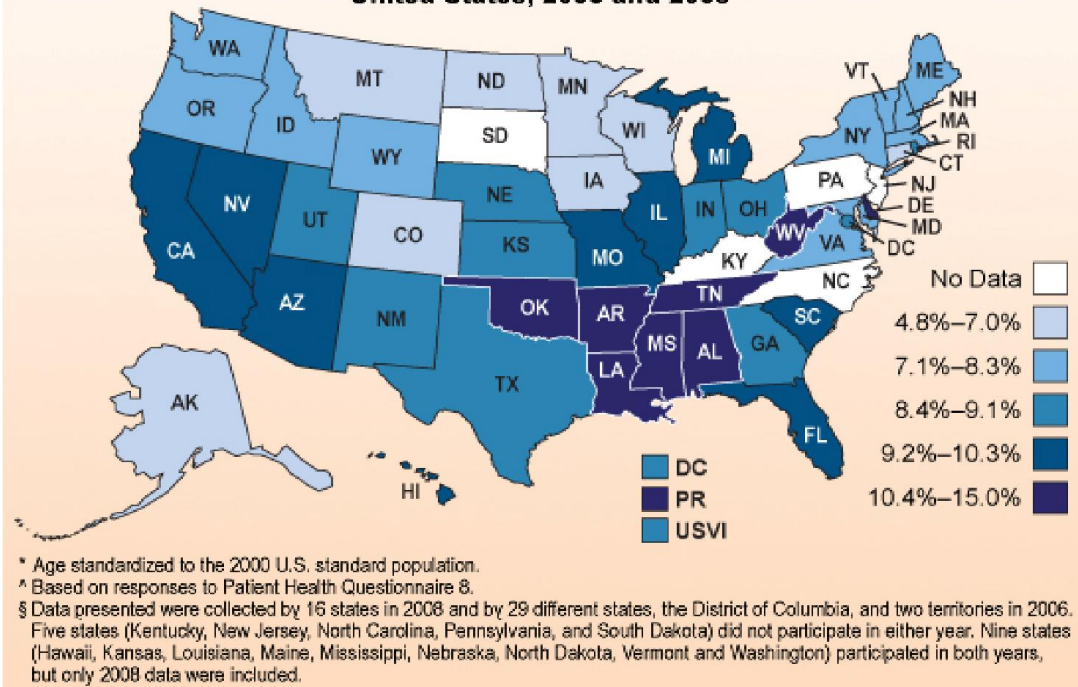 United States, 2006 and 2008
WA
MT
ND
MN
VT
ME
OR
ID
SD
WI
NH
MA
RI
CT
WY
MI
NY
IA
PA
NJ
DE
MD
DC
NE
NV
UT
CO
IL
IN
OH
WV
VA
CA
KS
MO
KY
NC
AZ
NM
OK
AR
TN
SC
MS
AL
GA
LA
TX
FL
AK
HI
No Data
4.8%–7.0%
7.1%–8.3%
8.4%–9.1%
9.2%–10.3%
10.4%–15.0%
DC
PR
USVI
* Age standardized to the 2000 U.S. standard population.
^ Based on responses to Patient Health Questionnaire 8.
§ Data presented were collected by 16 states in 2008 and by 29 different states, the District of Columbia, and two territories in 2006.
Five states (Kentucky, New Jersey, North Carolina, Pennsylvania, and South Dakota) did not participate in either year. Nine states
(Hawaii, Kansas, Louisiana, Maine, Mississippi, Nebraska, North Dakota, Vermont and Washington) participated in both years,
but only 2008 data were included.